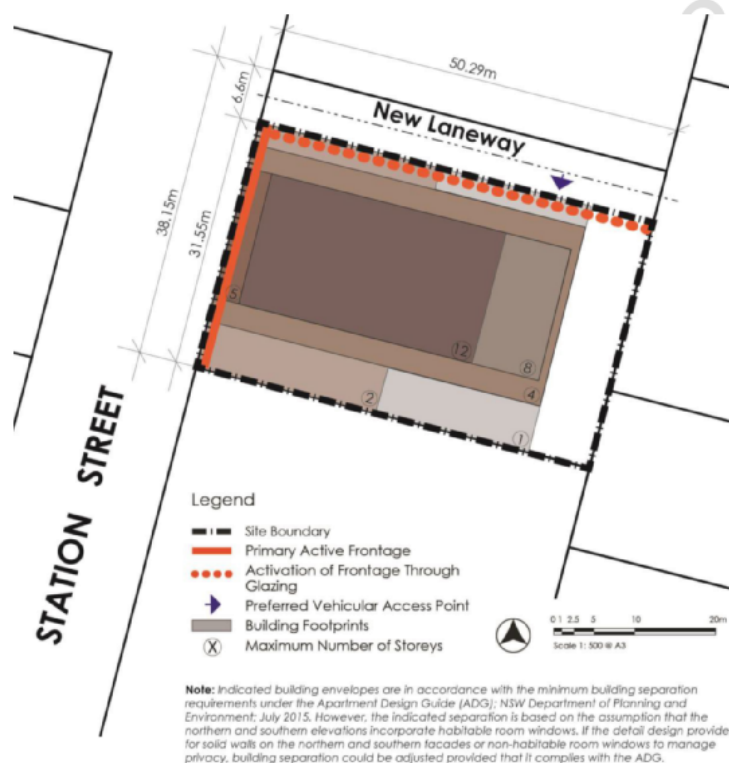 50.29m
6.6m
New Laneway
38.15m
31.55m
5
12
8
4
2
1
STATION STREET
Legend
Site Boundary
Primary Active Frontage
Activation of Frontage Through
Glazing
Preferred Vehicular Access Point
Building Footprints
X Maximum Number of Storeys
0 1 2.5 5 10 20m
Scale 1: 500 @ A3
Note: Indicated building envelopes are in accordance with the minimum building separation
requirements under the Apartment Design Guide (ADG); NSW Department of Planning and
Environment; July 2015. However, the indicated separation is based on the assumption that the
northern and southern elevations incorporate habitable room windows. If the detail design provide
for solid walls on the northern and southern facades or non-habitable room windows to manage
privacy, building separation could be adjusted provided that it complies with the ADG.